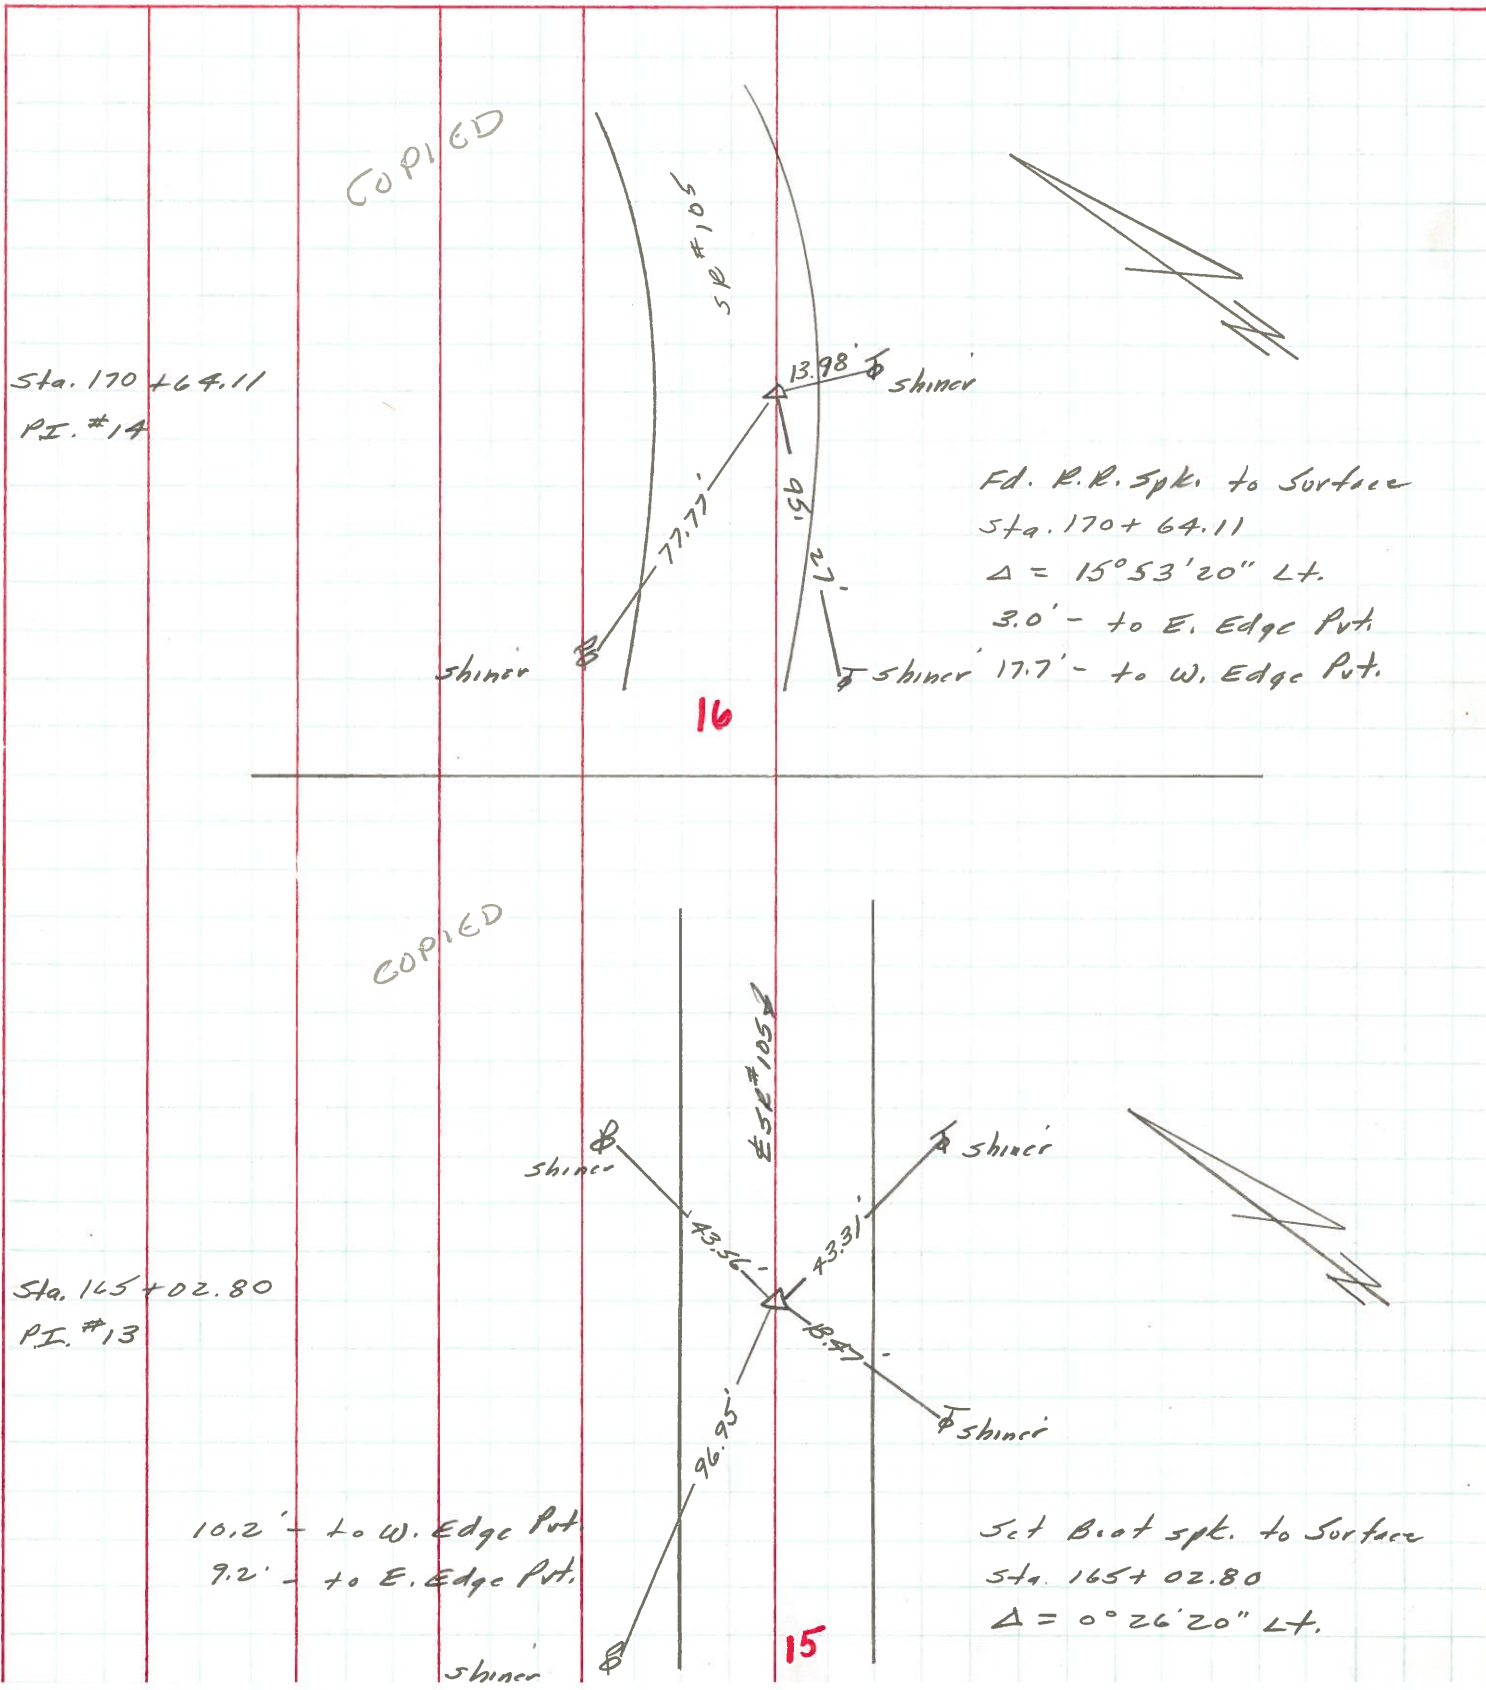 COPIED
SR #105
Sta. 170 + 64.11
P.I. #14
13.98'
shiner
77.77'
95.
27'
Fd. R.R. Spk. to Surface
Sta. 170 + 64.11
Δ = 15°53'20" Lt.
3.0' - to E. Edge Pvt.
shiner
shiner
17.7' - to W. Edge Pvt.
16
COPIED
SR #105
shiner
shiner
43.56'
43.31'
Sta. 165 + 02.80
P.I. #13
96.95'
shiner
10.2' - to W. Edge Pvt.
9.2' - to E. Edge Pvt.
Set Boat spk. to Surface
Sta. 165 + 02.80
Δ = 0°26'20" Lt.
shiner
15